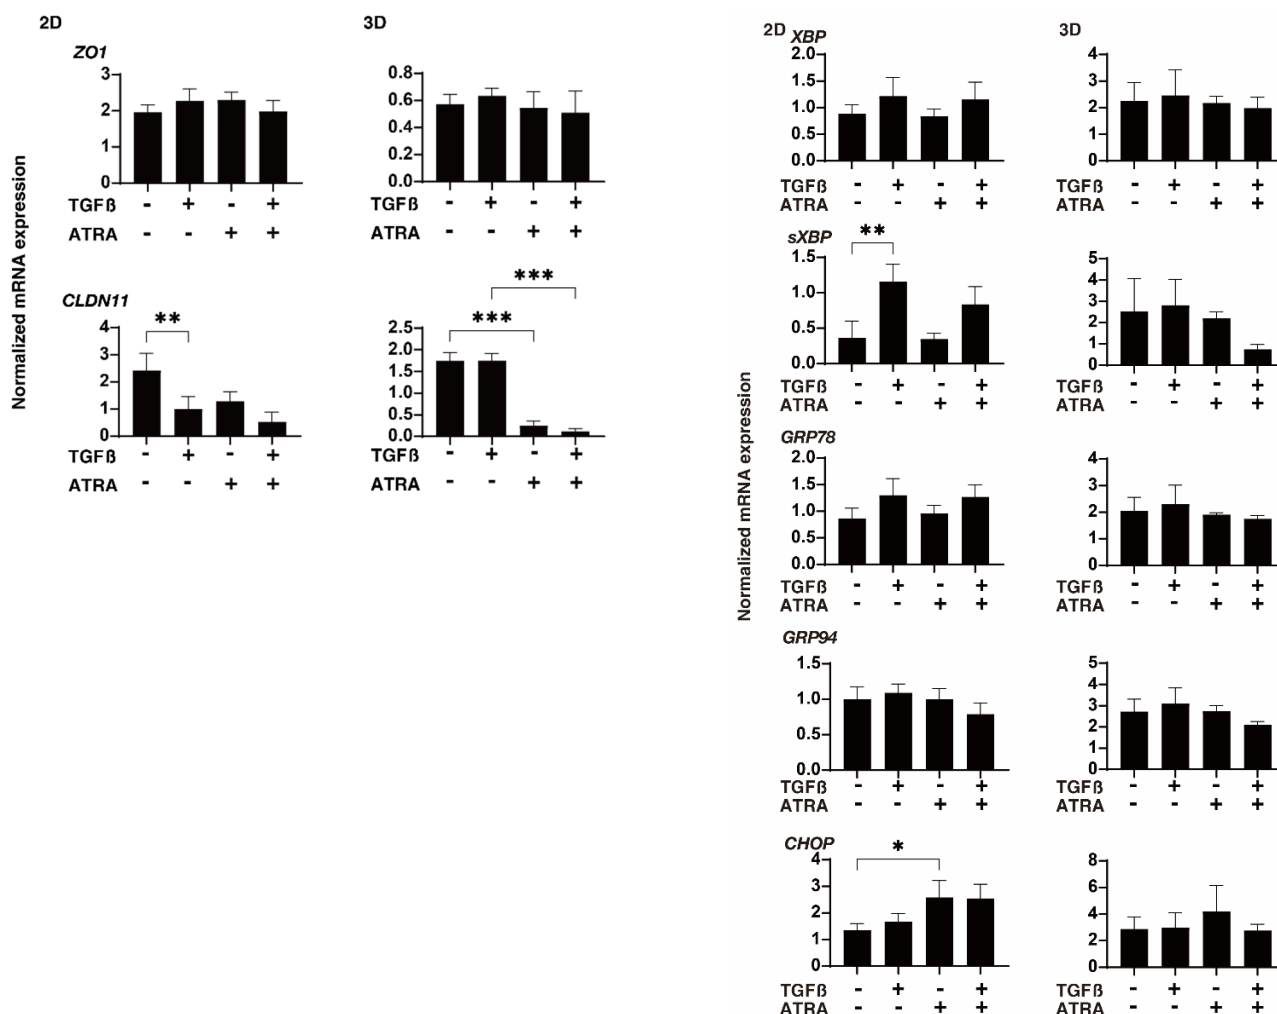 2D
3D
ZO1
3
2
1
0
TGFß - + - +
ATRA - - + +
0.8
0.6
0.4
0.2
0.0
TGFß - + - +
ATRA - - + +
Normalized mRNA expression
CLDN11
**
4
3
2
1
0
TGFß - + - +
ATRA - - + +
***
***
2.5
2.0
1.5
1.0
0.5
0.0
TGFß - + - +
ATRA - - + +
2D
3D
XBP
2.0
1.5
1.0
0.5
0.0
TGFß - + - +
ATRA - - + +
4
3
2
1
0
TGFß - + - +
ATRA - - + +
sXBP
**
1.5
1.0
0.5
0.0
TGFß - + - +
ATRA - - + +
5
4
3
2
1
0
TGFß - + - +
ATRA - - + +
Normalized mRNA expression
GRP78
2.0
1.5
1.0
0.5
0.0
TGFß - + - +
ATRA - - + +
4
3
2
1
0
TGFß - + - +
ATRA - - + +
GRP94
1.5
1.0
0.5
0.0
TGFß - + - +
ATRA - - + +
5
4
3
2
1
0
TGFß - + - +
ATRA - - + +
CHOP
*
4
3
2
1
0
TGFß - + - +
ATRA - - + +
8
6
4
2
0
TGFß - + - +
ATRA - - + +